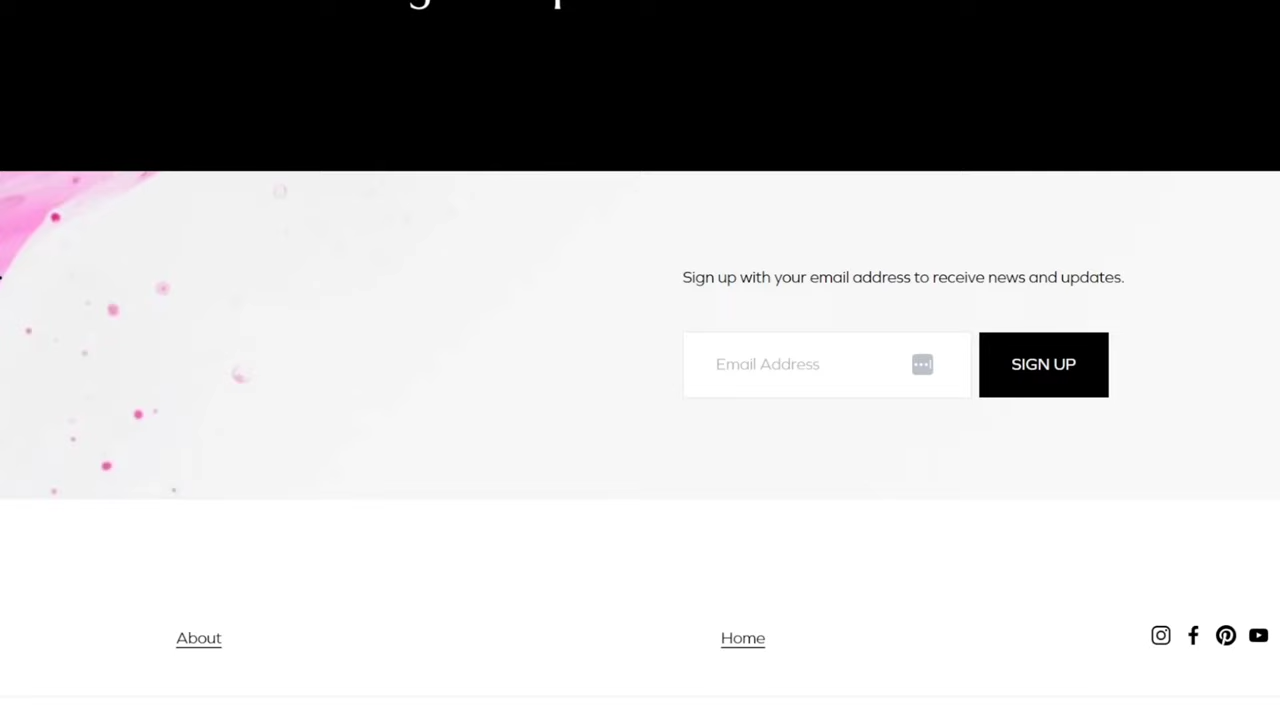 Sign up with your email address to receive news and updates.
Email Address
SIGN UP
About
Home